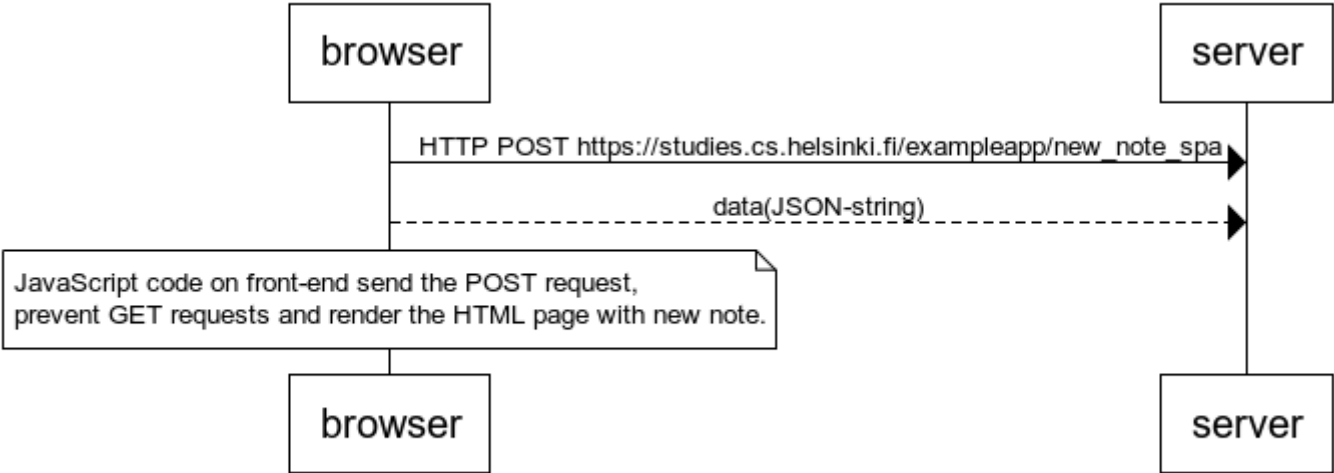 browser
server
HTTP POST https://studies.cs.helsinki.fi/exampleapp/new_note_spa
data(JSON-string)
JavaScript code on front-end send the POST request,
prevent GET requests and render the HTML page with new note.
browser
server